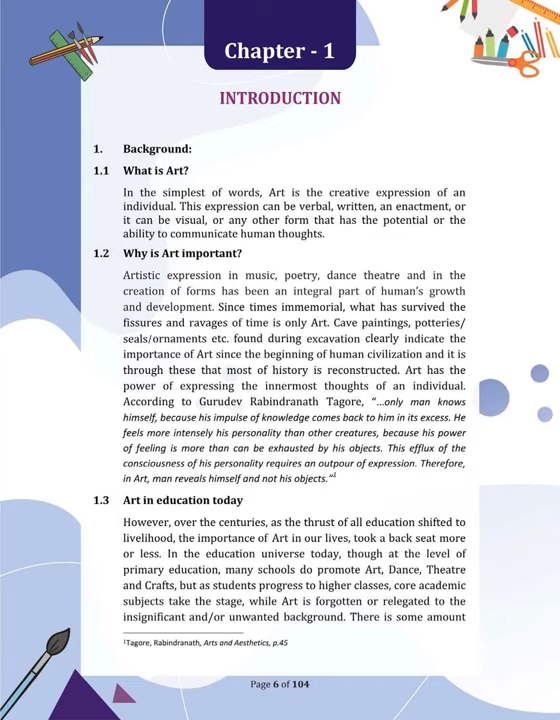 Chapter - 1
INTRODUCTION
1. Background:
1.1 What is Art?
In the simplest of words, Art is the creative expression of an
individual. This expression can be verbal, written, an enactment, or
it can be visual, or any other form that has the potential or the
ability to communicate human thoughts.
1.2 Why is Art important?
Artistic expression in music, poetry, dance theatre and in the
creation of forms has been an integral part of human's growth
and development. Since times immemorial, what has survived the
fissures and ravages of time is only Art. Cave paintings, potteries/
seals/ornaments etc. found during excavation clearly indicate the
importance of Art since the beginning of human civilization and it is
through these that most of history is reconstructed. Art has the
power of expressing the innermost thoughts of an individual.
According to Gurudev Rabindranath Tagore, “…only man knows
himself, because his impulse of knowledge comes back to him in its excess. He
feels more intensely his personality than other creatures, because his power
of feeling is more than can be exhausted by his objects. This efflux of the
consciousness of his personality requires an outpour of expression. Therefore,
in Art, man reveals himself and not his objects.”1
1.3 Art in education today
However, over the centuries, as the thrust of all education shifted to
livelihood, the importance of Art in our lives, took a back seat more
or less. In the education universe today, though at the level of
primary education, many schools do promote Art, Dance, Theatre
and Crafts, but as students progress to higher classes, core academic
subjects take the stage, while Art is forgotten or relegated to the
insignificant and/or unwanted background. There is some amount
1Tagore, Rabindranath, Arts and Aesthetics, p.45
Page 6 of 104